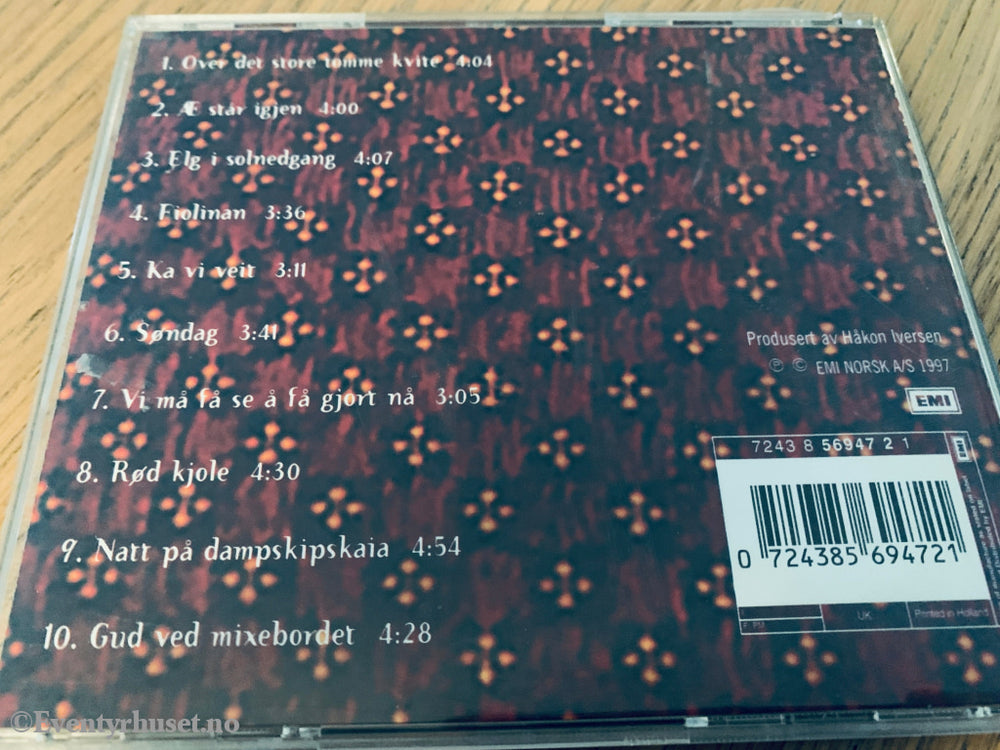 1. Over det store tomme kvite 4:04
2. Æ står igjen 4:00
3. Elg i solnedgang 4:07
4. Fiolinan 3:36
5. Ka vi veit 3:11
6. Søndag 3:41
7. Vi må få se å få gjort nå 3:05
8. Rød kjole 4:30
9. Natt på dampskipskaia 4:54
10. Gud ved mixebordet 4:28
Produsert av Håkon Iversen
℗ © EMI NORSK A/S 1997
EMI
7243 8 56947 2 1
EMI
0 724385 694721
UK
Printed in Holland
©Eventyrhuset.no